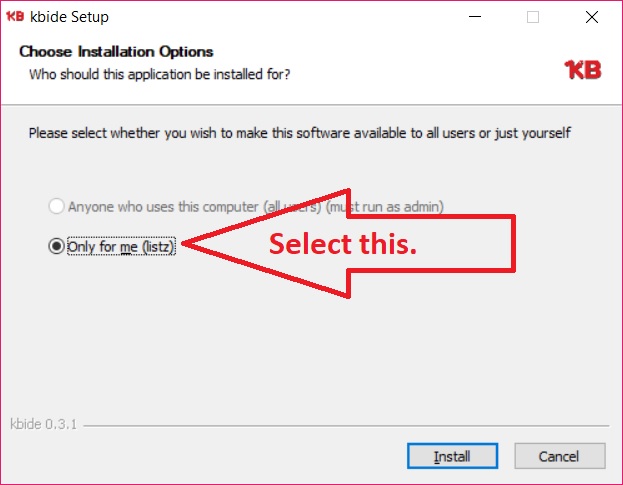 KB kbide Setup
Choose Installation Options
Who should this application be installed for?
KB
Please select whether you wish to make this software available to all users or just yourself
Anyone who uses this computer (all users) (must run as admin)
Only for me (listz)
Select this.
kbide 0.3.1
Install
Cancel